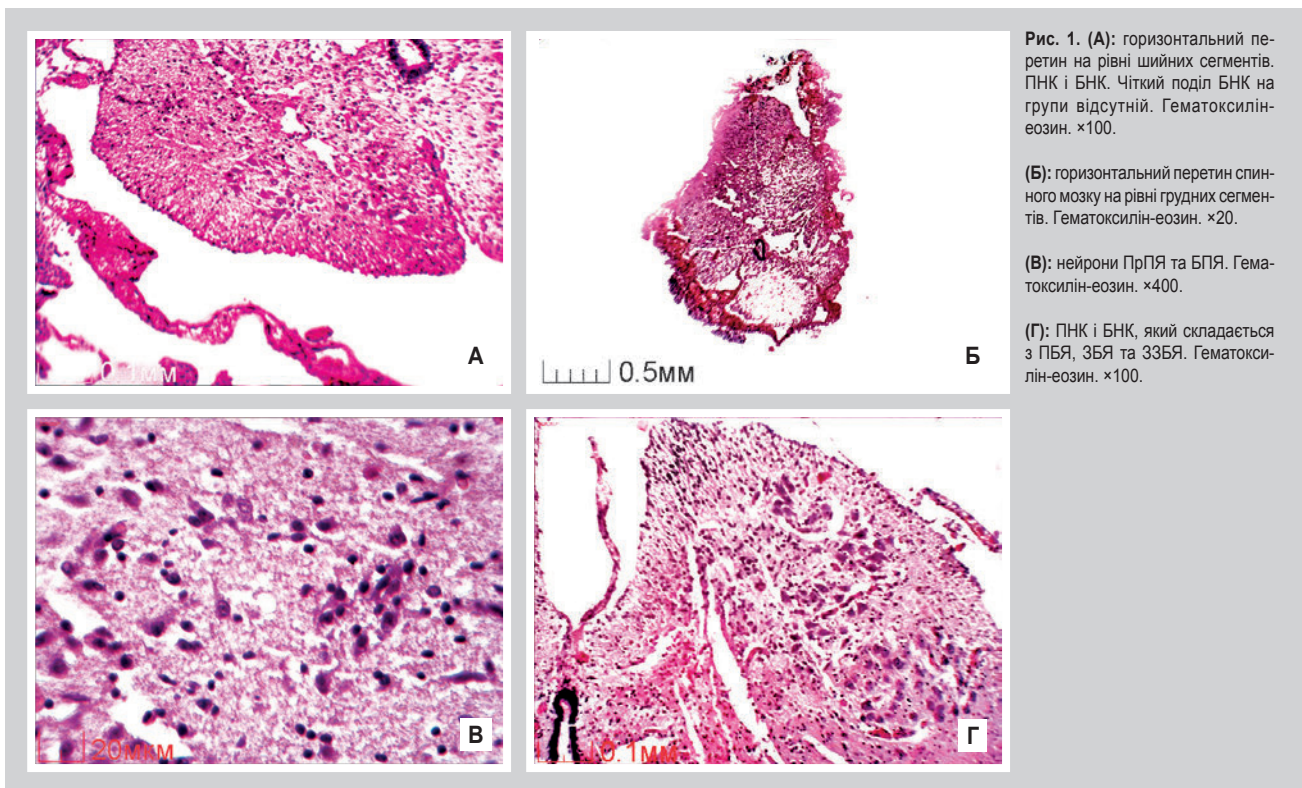 0.1мм
А
0.5мм
Б
20мкм
В
0.1мм
Г
Рис. 1. (А): горизонтальний пе-
ретин на рівні шийних сегментів.
ПНК і БНК. Чіткий поділ БНК на
групи відсутній. Гематоксилін-
еозин. ×100.
(Б): горизонтальний перетин спин-
ного мозку на рівні грудних сегмен-
тів. Гематоксилін-еозин. ×20.
(В): нейрони ПрПЯ та БПЯ. Гема-
токсилін-еозин. ×400.
(Г): ПНК і БНК, який складається
з ПБЯ, ЗБЯ та ЗЗБЯ. Гематокси-
лін-еозин. ×100.